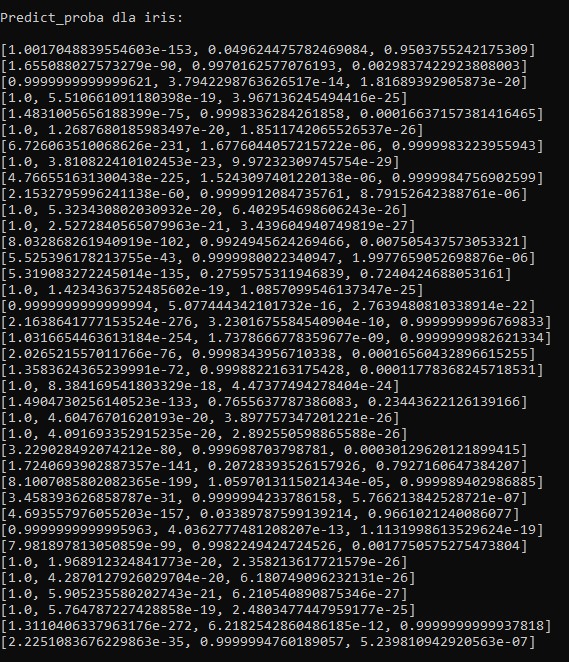 Predict_proba dla iris:
[1.0017048839554603e-153, 0.049624475782469084, 0.9503755242175309]
[1.655088027573279e-90, 0.9970162577076193, 0.0029837422923808003]
[0.9999999999999621, 3.7942298763626517e-14, 1.81689392905873e-20]
[1.0, 5.510661091180398e-19, 3.967136245494416e-25]
[1.4831005656188399e-75, 0.9998336284261858, 0.00016637157381416465]
[1.0, 1.2687680185983497e-20, 1.8511742065526537e-26]
[6.726063510068626e-231, 1.6776044057215722e-06, 0.9999983223955943]
[1.0, 3.810822410102453e-23, 9.97232309745754e-29]
[4.766551631300438e-225, 1.5243097401220138e-06, 0.9999984756902599]
[2.1532795996241138e-60, 0.9999912084735761, 8.79152642388761e-06]
[1.0, 5.323430802030932e-20, 6.402954698606243e-26]
[1.0, 2.5272840565079963e-21, 3.439604940749819e-27]
[8.032868261940919e-102, 0.9924945624269466, 0.007505437573053321]
[5.525396178213755e-43, 0.9999980022340947, 1.9977659052698876e-06]
[5.319083272245014e-135, 0.2759575311946839, 0.7240424688053161]
[1.0, 1.4234363752485602e-19, 1.0857099546137347e-25]
[0.9999999999999994, 5.077444342101732e-16, 2.7639480810338914e-22]
[2.1638641777153524e-276, 3.2301675584540904e-10, 0.9999999996769833]
[1.0316654463613184e-254, 1.7378666778359677e-09, 0.9999999982621334]
[2.026521557011766e-76, 0.9998343956710338, 0.00016560432896615255]
[1.3583624365239991e-72, 0.9998822163175428, 0.00011778368245718531]
[1.0, 8.384169541803329e-18, 4.47377494278404e-24]
[1.4904730256140523e-133, 0.7655637787386083, 0.23443622126139166]
[1.0, 4.60476701620193e-20, 3.897757347201221e-26]
[1.0, 4.091693352915235e-20, 2.892550598865588e-26]
[3.229028492074212e-80, 0.999698703798781, 0.00030129620121899415]
[1.7240693902887357e-141, 0.20728393526157926, 0.7927160647384207]
[8.1007085802082365e-199, 1.0597013115021434e-05, 0.999989402986885]
[3.458393626858787e-31, 0.9999994233786158, 5.766213842528721e-07]
[4.693557976055203e-157, 0.03389787599139214, 0.9661021240086077]
[0.9999999999995963, 4.0362777481208207e-13, 1.1131998613529624e-19]
[7.981897813050859e-99, 0.9982249424724526, 0.0017750575275473804]
[1.0, 1.968912324841773e-20, 2.358213617721579e-26]
[1.0, 4.2870127926029704e-20, 6.180749096232131e-26]
[1.0, 5.905235580202743e-21, 6.210540890875346e-27]
[1.0, 5.764787227428858e-19, 2.4803477447959177e-25]
[1.3110406337963176e-272, 6.2182542860486185e-12, 0.9999999999937818]
[2.2251083676229863e-35, 0.9999994760189057, 5.239810942920563e-07]